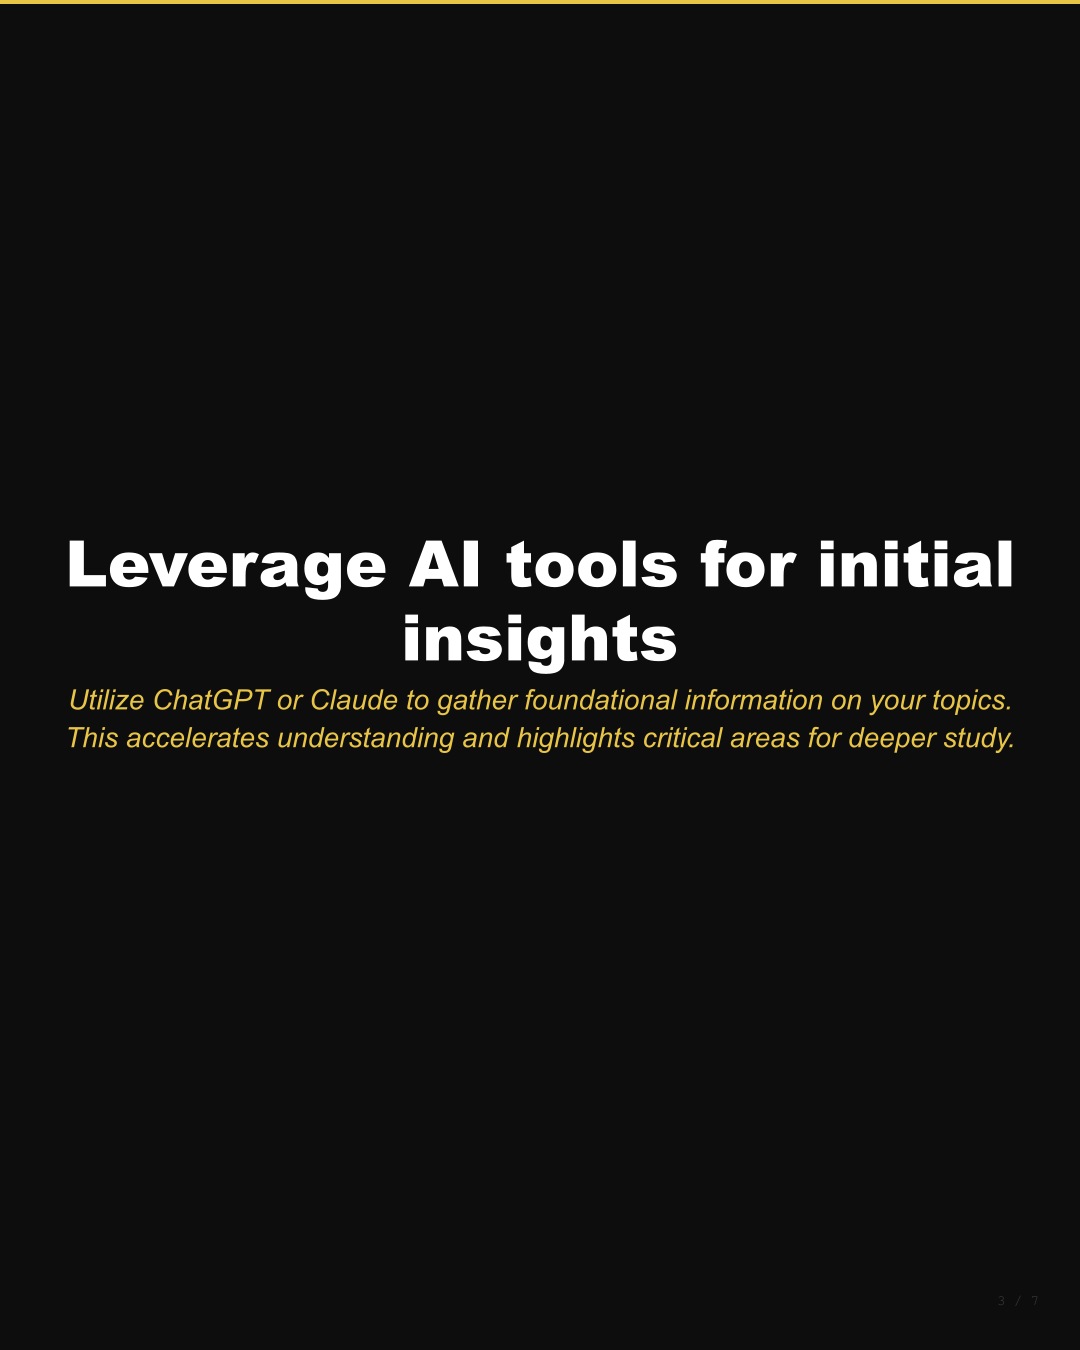 Leverage AI tools for initial
insights
Utilize ChatGPT or Claude to gather foundational information on your topics.
This accelerates understanding and highlights critical areas for deeper study.
3 / 7